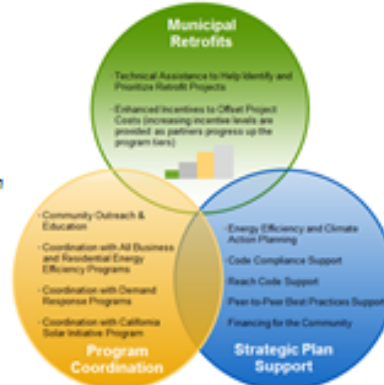 Municipal
Retrofits
· Technical Assistance to Help Identify and
Prioritize Retrofit Projects
· Enhanced Incentives to Offset Project
Costs (increasing incentive levels are
provided as partners progress up the
program tiers)
· Community Outreach &
Education
· Coordination with All Business
and Residential Energy
Efficiency Programs
· Coordination with Demand
Response Programs
· Coordination with California
Solar Initiative Program
Program
Coordination
· Energy Efficiency and Climate
Action Planning
· Code Compliance Support
· Reach Code Support
· Peer-to-Peer Best Practices Support
· Financing for the Community
Strategic Plan
Support